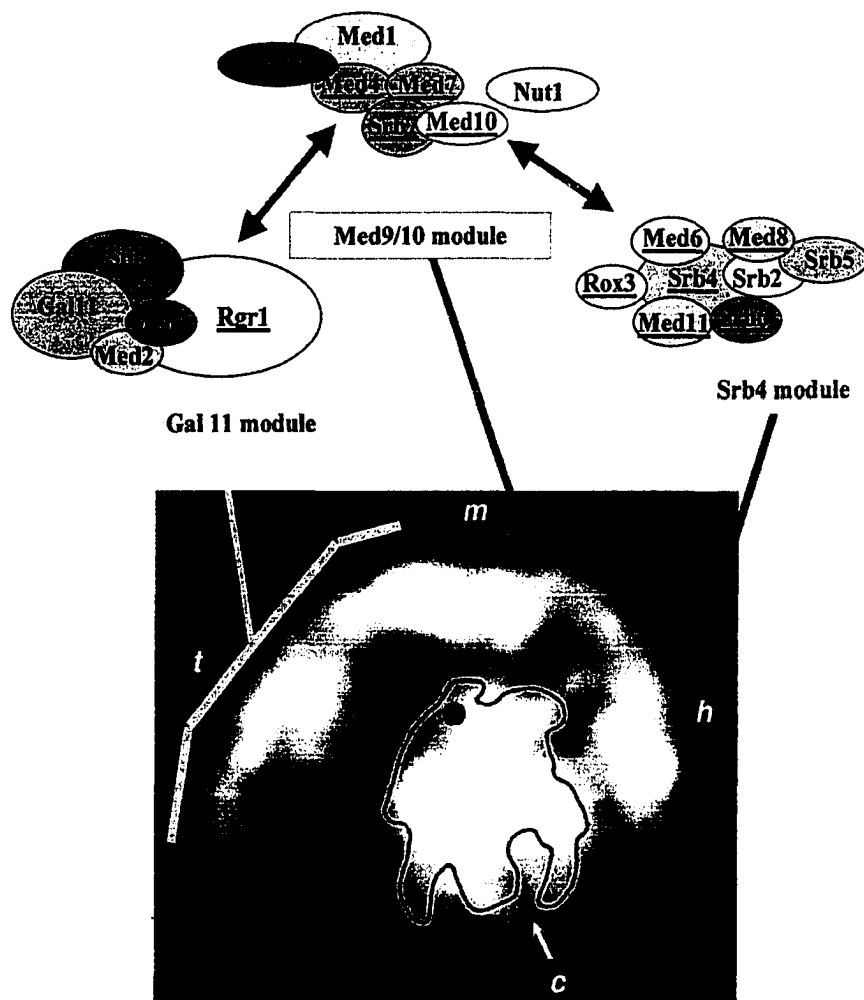 Med1
Med4 Med7
Nut1
Med10
Med9/10 module
Med6 Med8
Srb5
Rox3 Srb4 Srb2
Gal11
Rgr1
Med11
Med2
Srb4 module
Gal 11 module
m
t
h
c